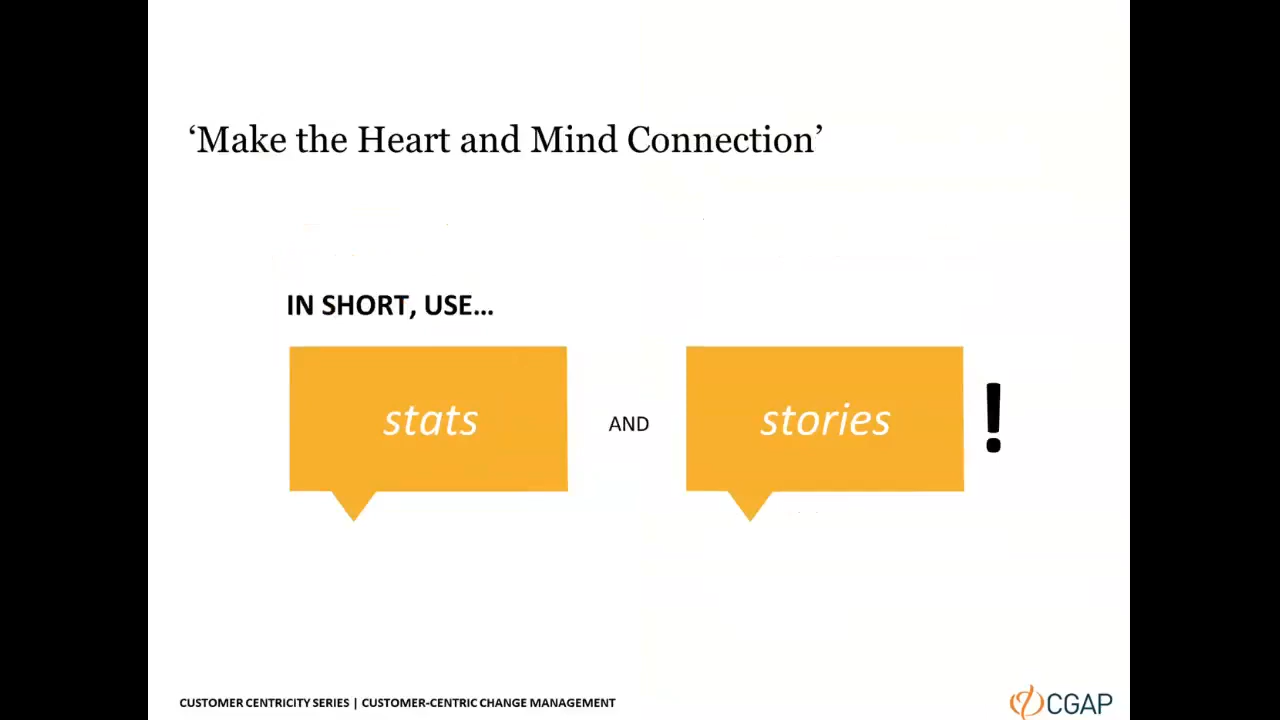 ‘Make the Heart and Mind Connection’
IN SHORT, USE…
stats AND stories !
CUSTOMER CENTRICITY SERIES | CUSTOMER-CENTRIC CHANGE MANAGEMENT
CGAP